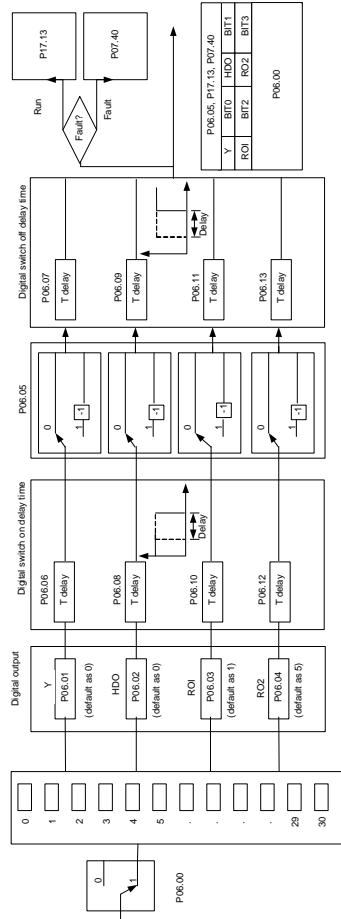 0
1
P06.00
0
1
2
3
4
5
.
.
.
.
29
30
Digital output
Y
P06.01
(default as 0)
HDO
P06.02
(default as 0)
ROI
P06.03
(default as 1)
RO2
P06.04
(default as 5)
Digital switch on delay time
P06.06
T delay
P06.08
T delay
Delay
P06.10
T delay
P06.12
T delay
P06.05
0
1
-1
0
1
-1
0
1
-1
0
1
-1
Digital switch off delay time
P06.07
T delay
P06.09
T delay
Delay
P06.11
T delay
P06.13
T delay
Fault?
Run
Fault
P17.13
P07.40
P06.05, P17.13, P07.40
Y BIT0 HDO BIT1
ROI BIT2 RO2 BIT3
P06.00